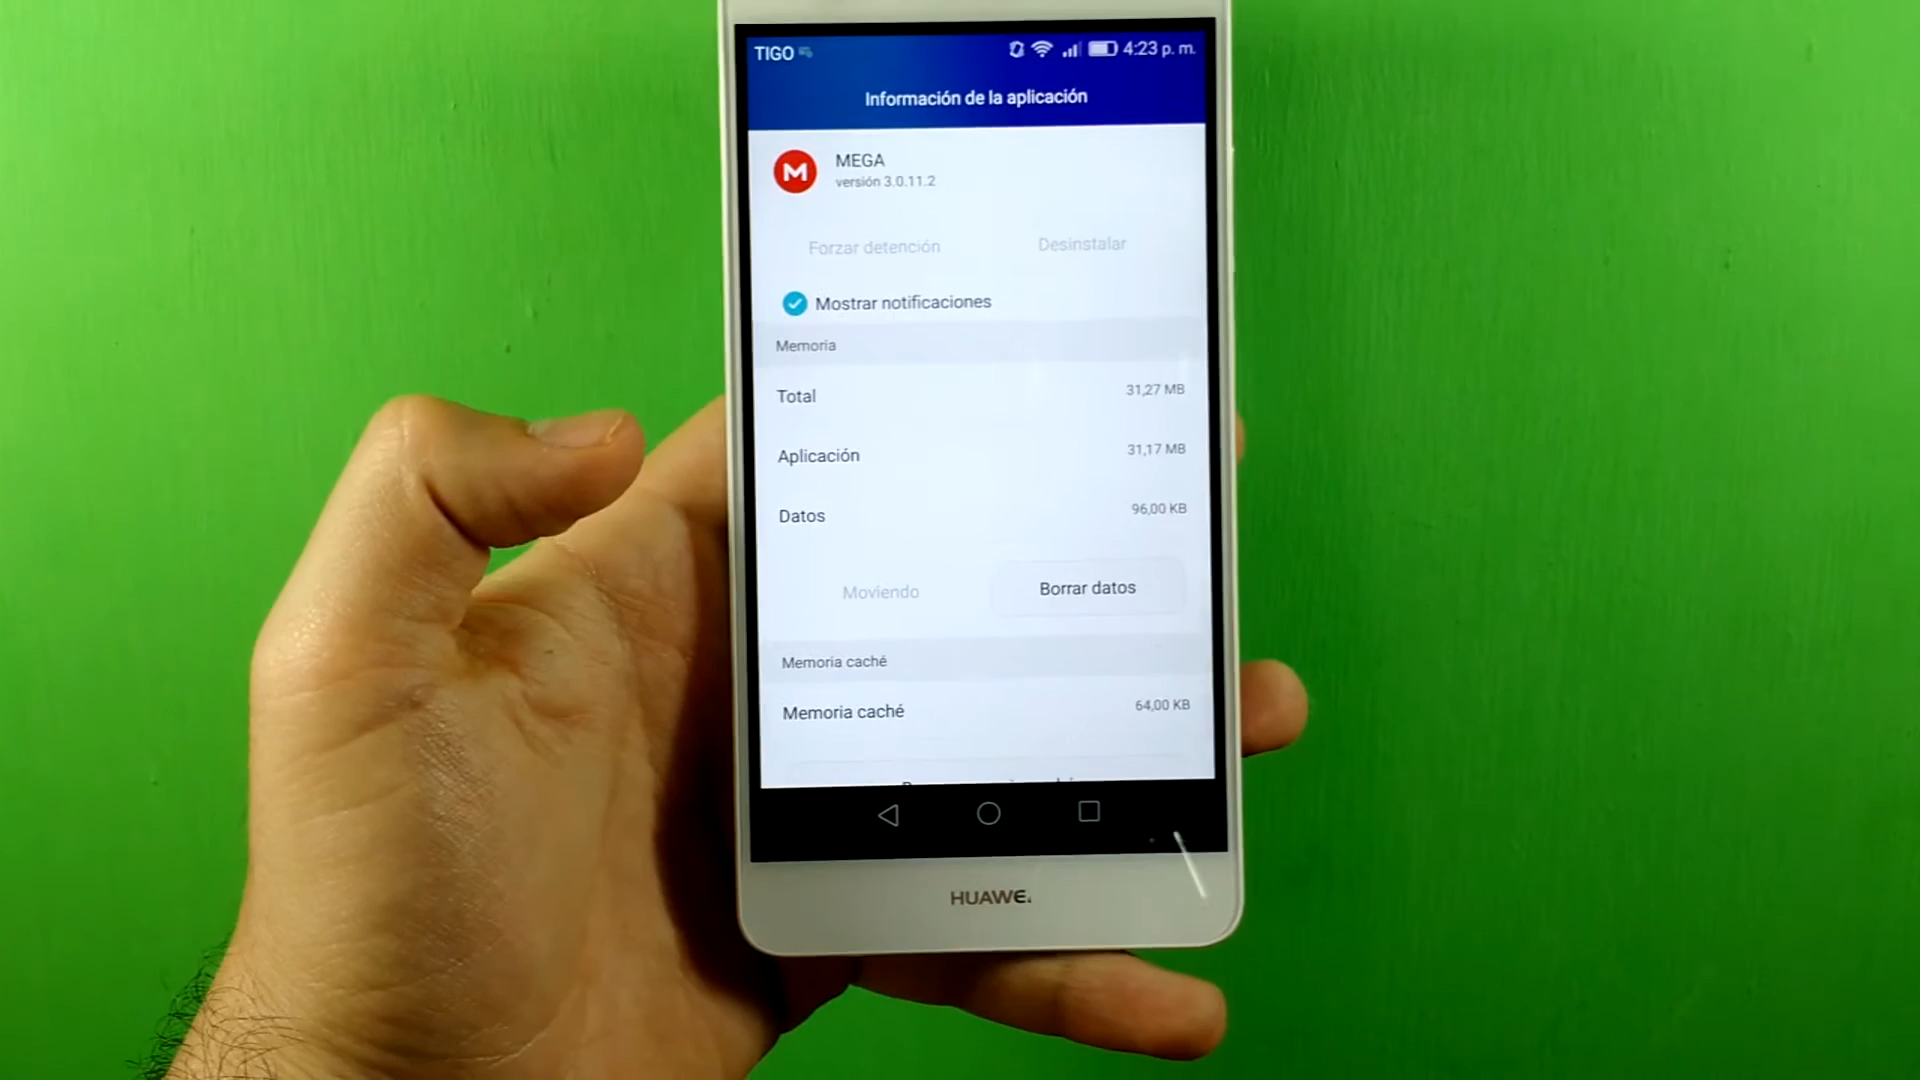 TIGO 4:23 p. m.
Información de la aplicación
MEGA
versión 3.0.11.2
Forzar detención Desinstalar
Mostrar notificaciones
Memoria
Total 31,27 MB
Aplicación 31,17 MB
Datos 96,00 KB
Moviendo Borrar datos
Memoria caché
Memoria caché 64,00 KB
HUAWE